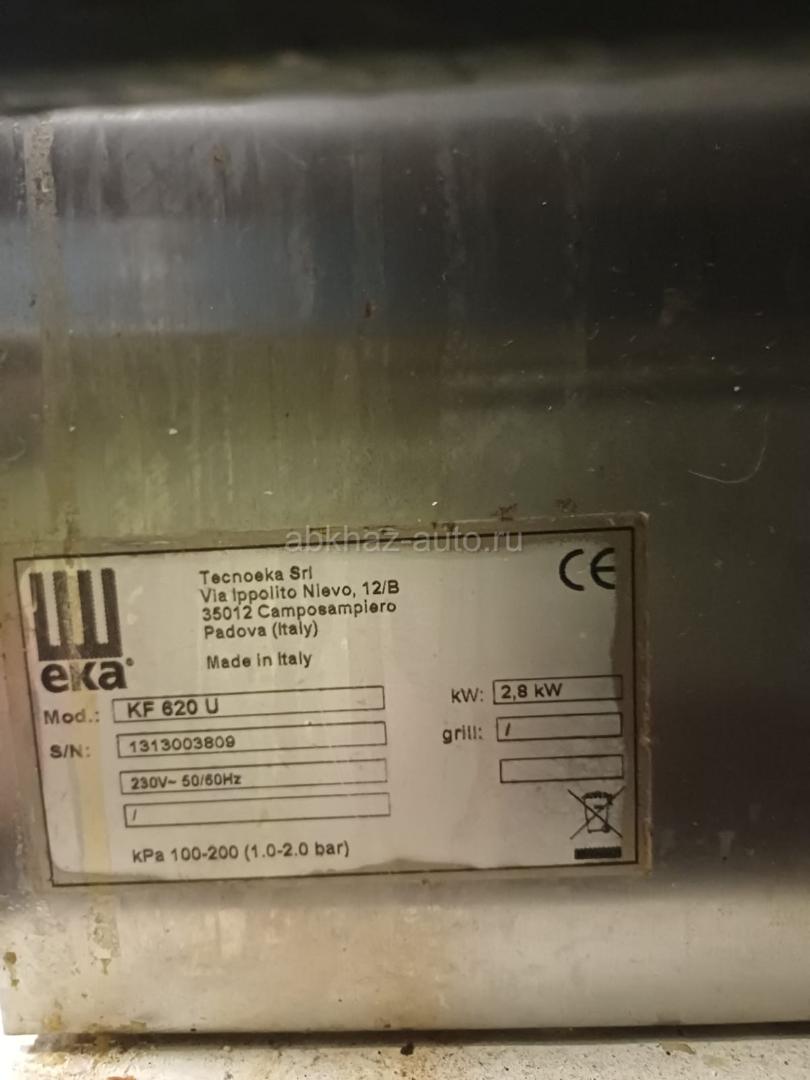 abkhaz-auto.ru
Tecnoeka Srl
Via Ippolito Nievo, 12/B
35012 Camposampiero
Padova (Italy)
Made in Italy
CE
eka®
Mod.: KF 620 U
S/N: 1313003809
230V~ 50/60Hz
/
kW: 2,8 kW
grill: /
kPa 100-200 (1.0-2.0 bar)